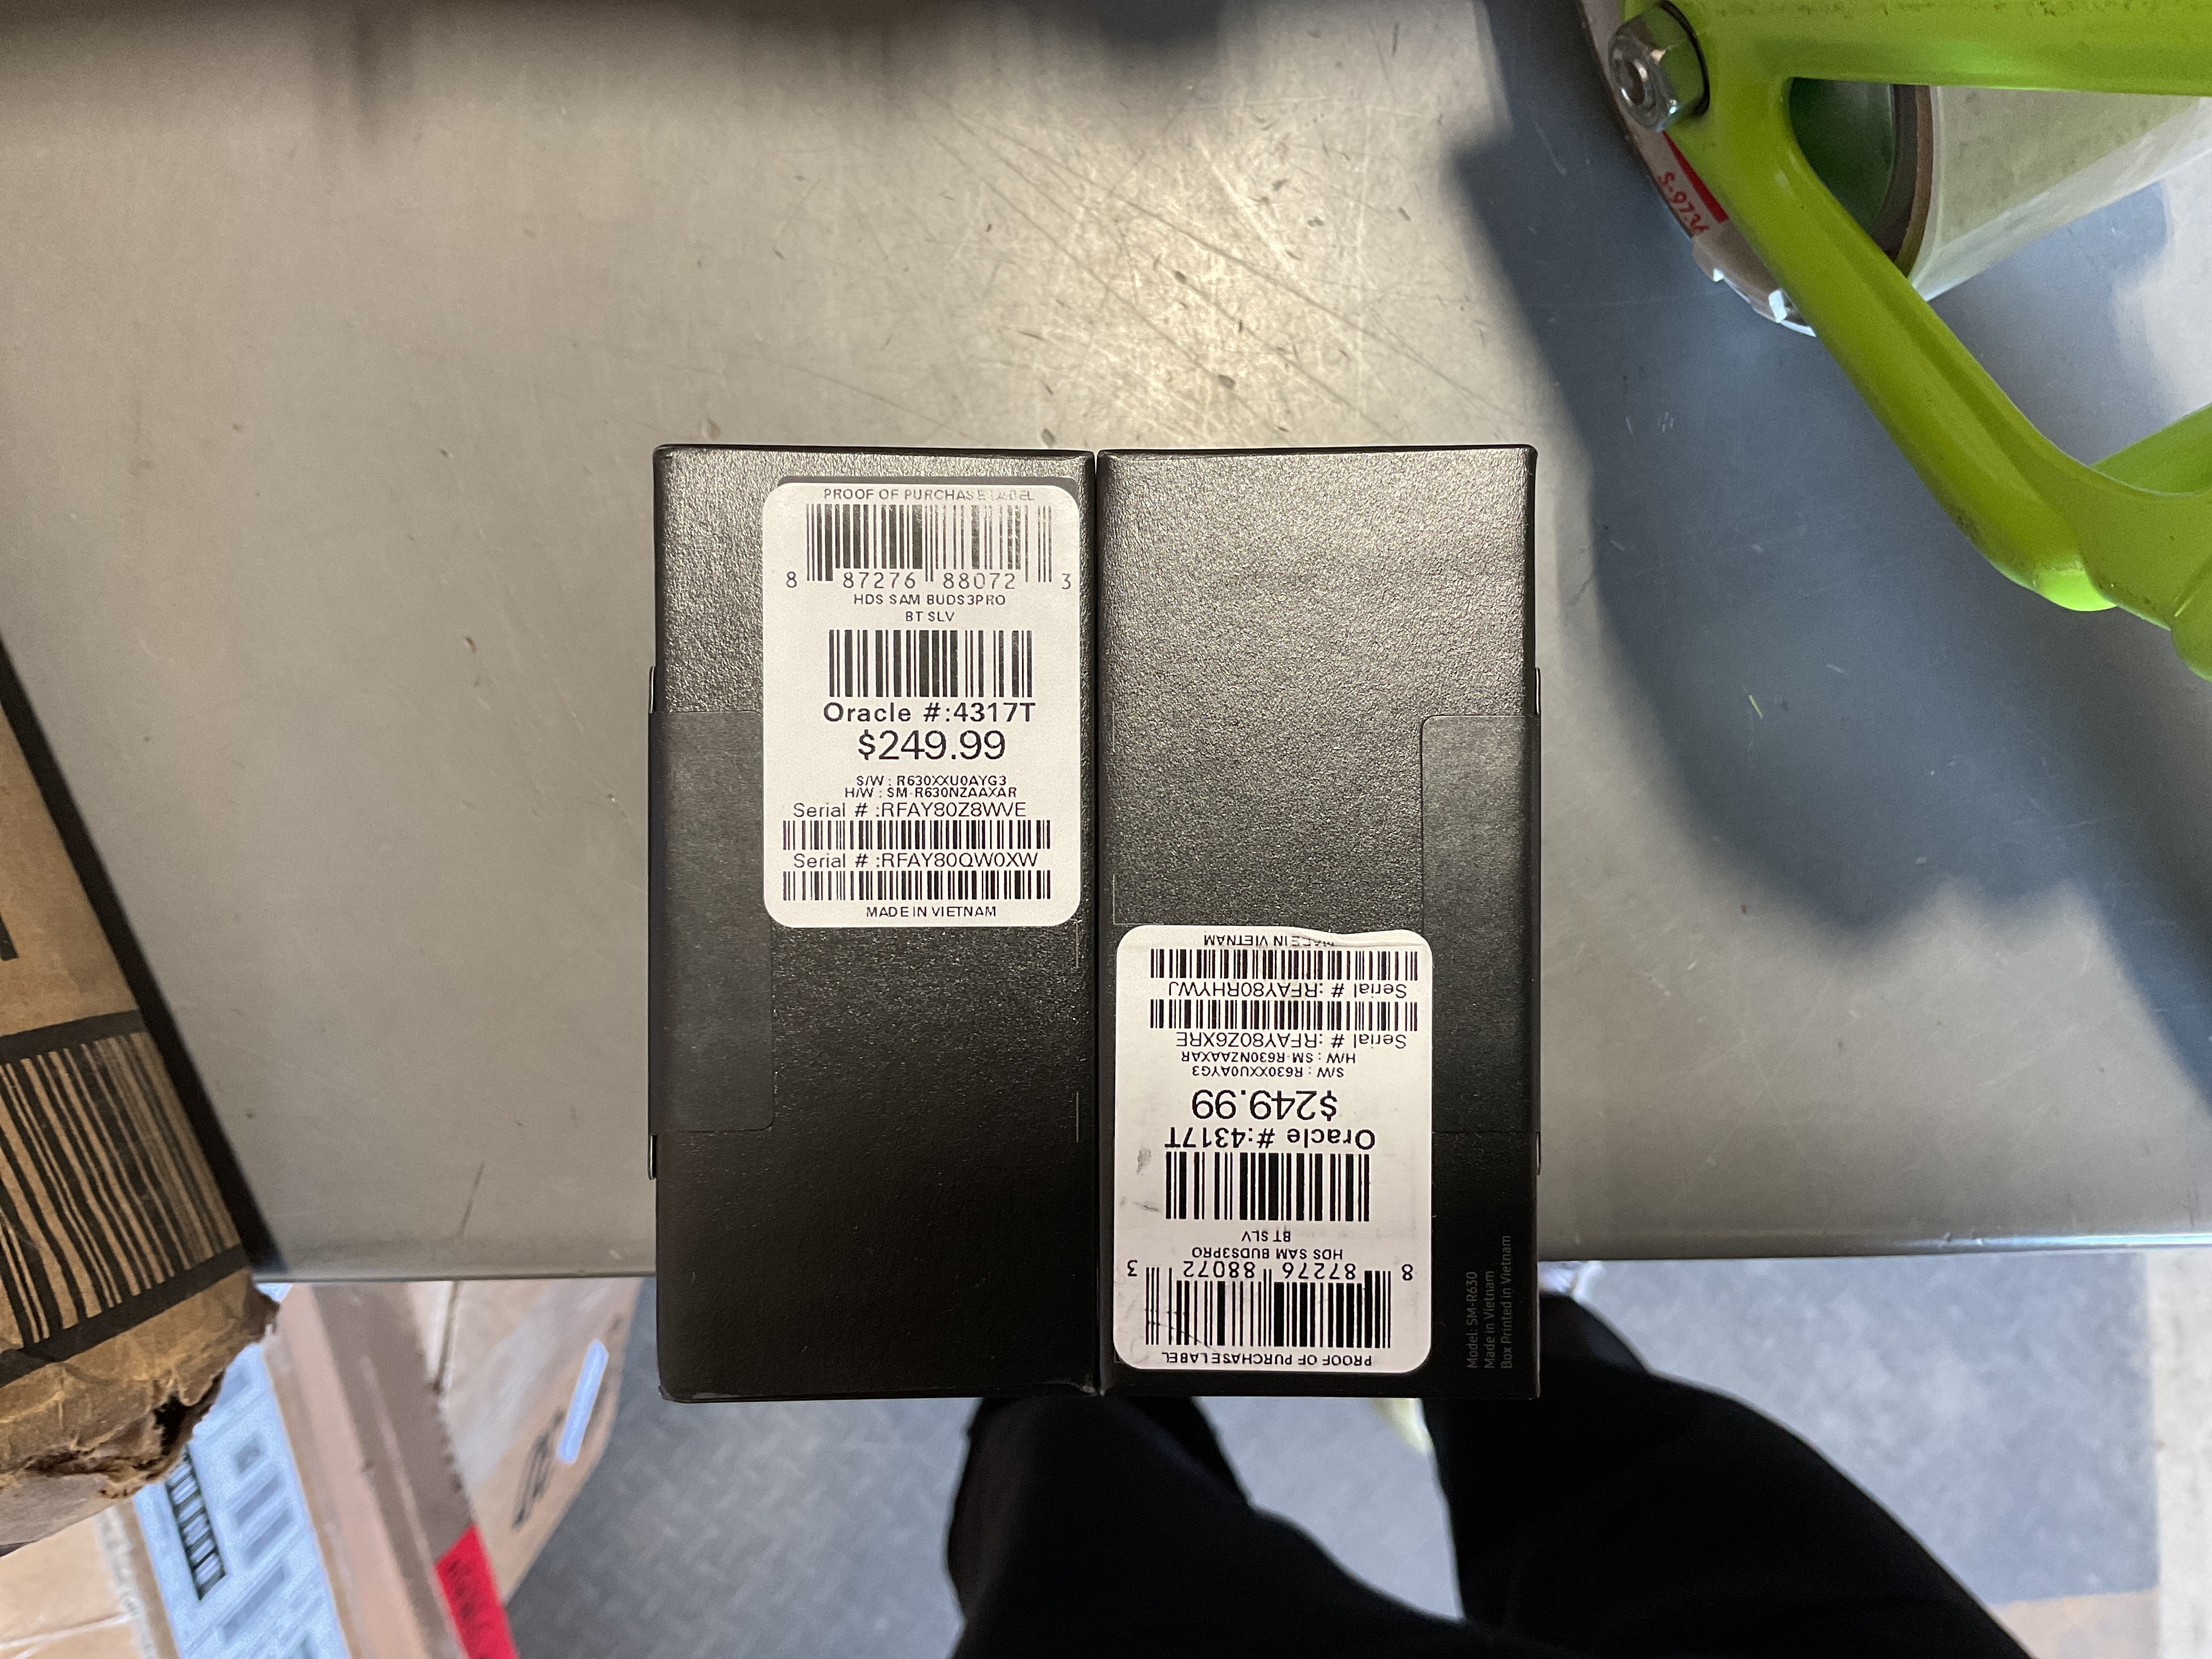 PROOF OF PURCHASE LABEL
8 87276 88072 3
HDS SAM BUDS3PRO
BT SLV
Oracle #:4317T
$249.99
S/W : R630XXU0AYG3
H/W : SM-R630NZAAXAR
Serial # :RFAY80Z8WVE
Serial # :RFAY80QW0XW
MADE IN VIETNAM
PROOF OF PURCHASE LABEL
8 87276 88072 3
HDS SAM BUDS3PRO
BT SLV
Oracle #:4317T
$249.99
S/W : R630XXU0AYG3
H/W : SM-R630NZAAXAR
Serial # :RFAY80Z6XRE
Serial # :RFAY80RHYWJ
MADE IN VIETNAM
Model: SM-R630
Made in Vietnam
Box Printed in Vietnam